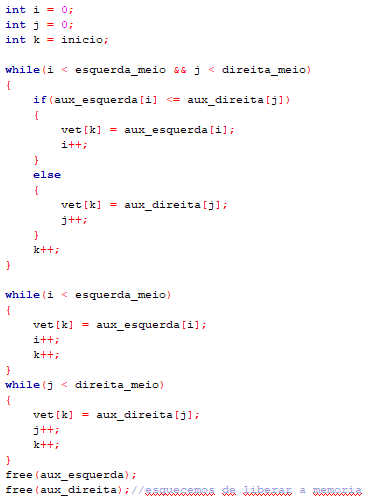 int i = 0;
int j = 0;
int k = inicio;
while(i < esquerda_meio && j < direita_meio)
{
if(aux_esquerda[i] <= aux_direita[j])
{
vet[k] = aux_esquerda[i];
i++;
}
else
{
vet[k] = aux_direita[j];
j++;
}
k++;
}
while(i < esquerda_meio)
{
vet[k] = aux_esquerda[i];
i++;
k++;
}
while(j < direita_meio)
{
vet[k] = aux_direita[j];
j++;
k++;
}
free(aux_esquerda);
free(aux_direita);//esquecemos de liberar a memoria